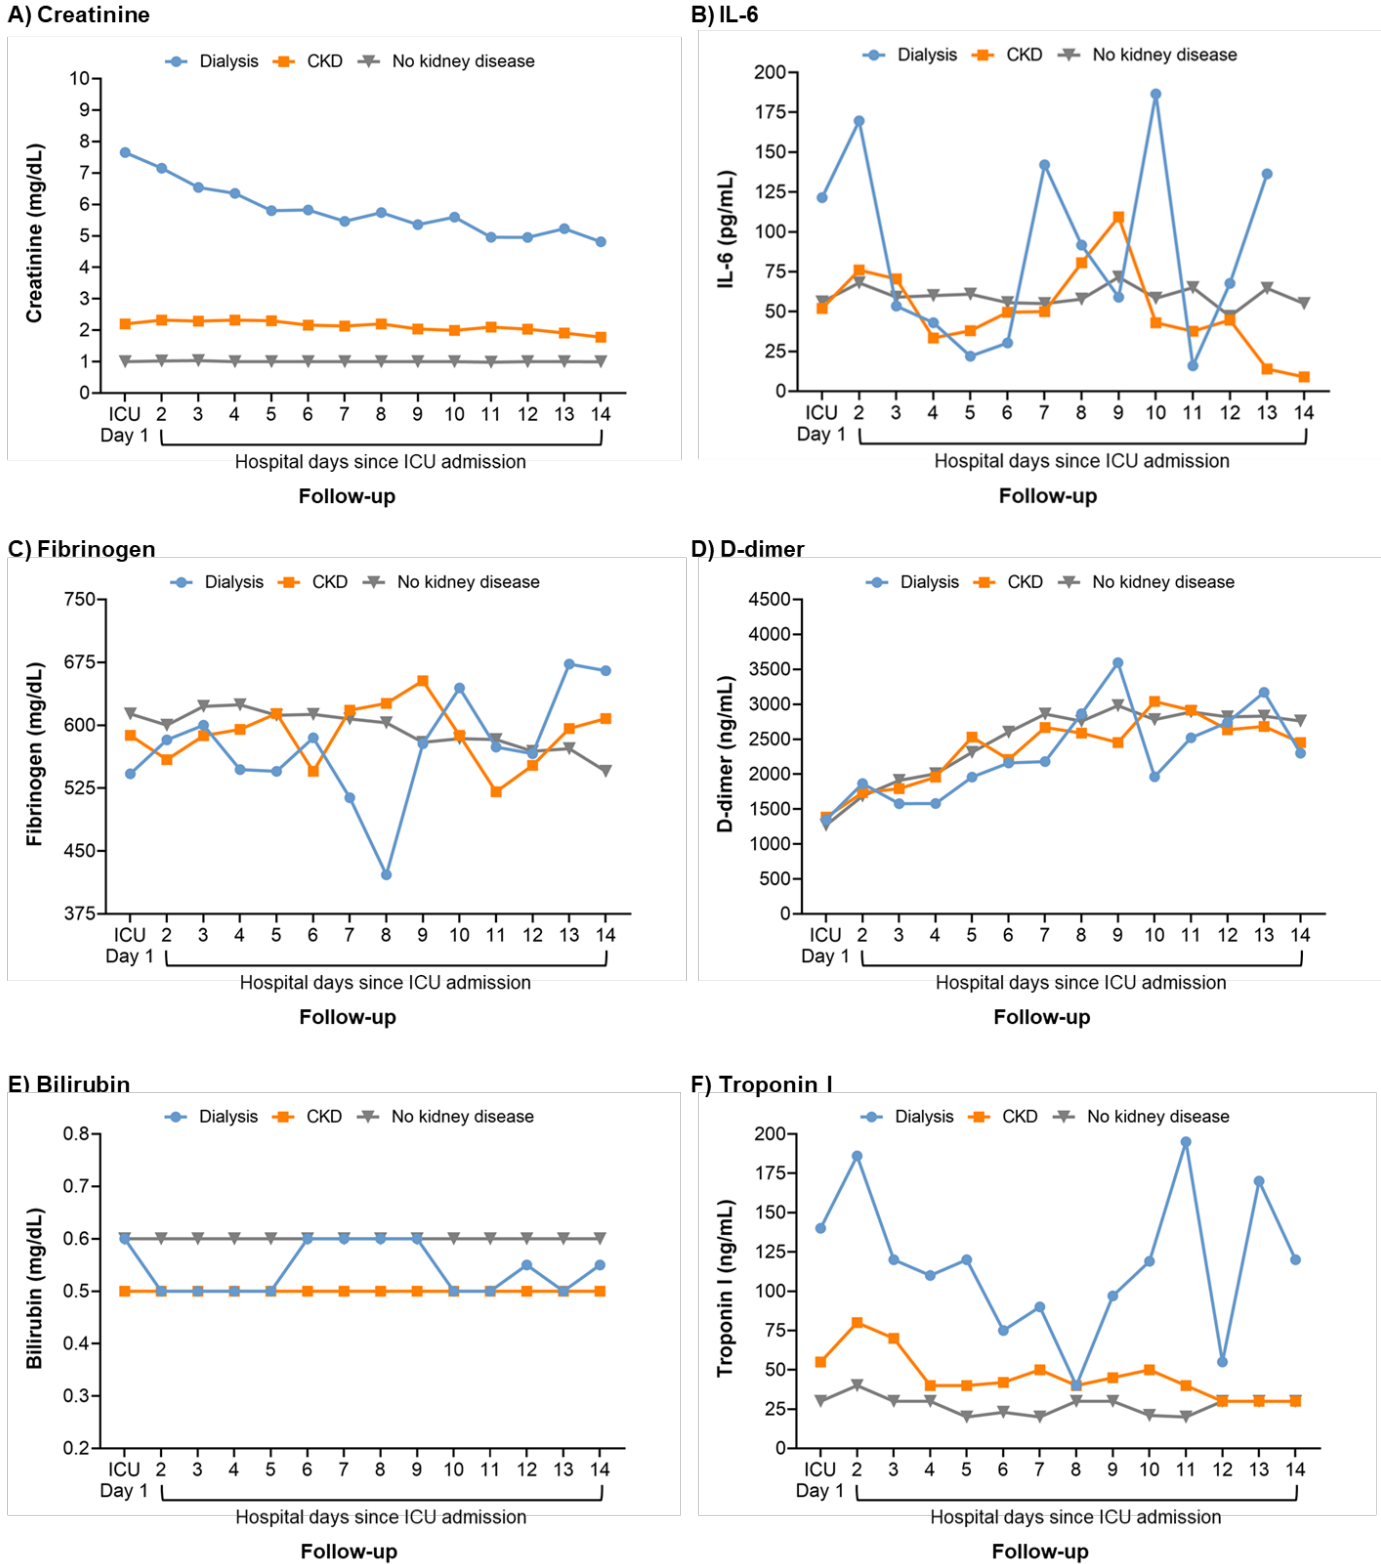 A) Creatinine
Dialysis CKD No kidney disease
Creatinine (mg/dL)
10
9
8
7
6
5
4
3
2
1
0
ICU 2 3 4 5 6 7 8 9 10 11 12 13 14
Day 1
Hospital days since ICU admission
Follow-up
B) IL-6
Dialysis CKD No kidney disease
IL-6 (pg/mL)
200
175
150
125
100
75
50
25
0
ICU 2 3 4 5 6 7 8 9 10 11 12 13 14
Day 1
Hospital days since ICU admission
Follow-up
C) Fibrinogen
Dialysis CKD No kidney disease
Fibrinogen (mg/dL)
750
675
600
525
450
375
ICU 2 3 4 5 6 7 8 9 10 11 12 13 14
Day 1
Hospital days since ICU admission
Follow-up
D) D-dimer
Dialysis CKD No kidney disease
D-dimer (ng/mL)
4500
4000
3500
3000
2500
2000
1500
1000
500
0
ICU 2 3 4 5 6 7 8 9 10 11 12 13 14
Day 1
Hospital days since ICU admission
Follow-up
E) Bilirubin
Dialysis CKD No kidney disease
Bilirubin (mg/dL)
0.8
0.7
0.6
0.5
0.4
0.3
0.2
ICU 2 3 4 5 6 7 8 9 10 11 12 13 14
Day 1
Hospital days since ICU admission
Follow-up
F) Troponin I
Dialysis CKD No kidney disease
Troponin I (ng/mL)
200
175
150
125
100
75
50
25
0
ICU 2 3 4 5 6 7 8 9 10 11 12 13 14
Day 1
Hospital days since ICU admission
Follow-up